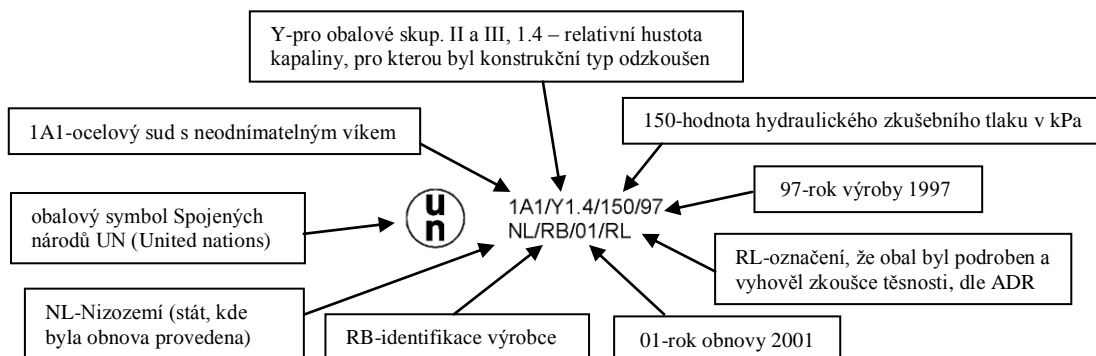 Y-pro obalové skup. II a III, 1.4 – relativní hustota
kapaliny, pro kterou byl konstrukční typ odzkoušen
1A1-ocelový sud s neodnímatelným víkem
150-hodnota hydraulického zkušebního tlaku v kPa
97-rok výroby 1997
obalový symbol Spojených
národů UN (United nations)
un
1A1/Y1.4/150/97
NL/RB/01/RL
RL-označení, že obal byl podroben a
vyhověl zkoušce těsnosti, dle ADR
NL-Nizozemí (stát, kde
byla obnova provedena)
RB-identifikace výrobce
01-rok obnovy 2001